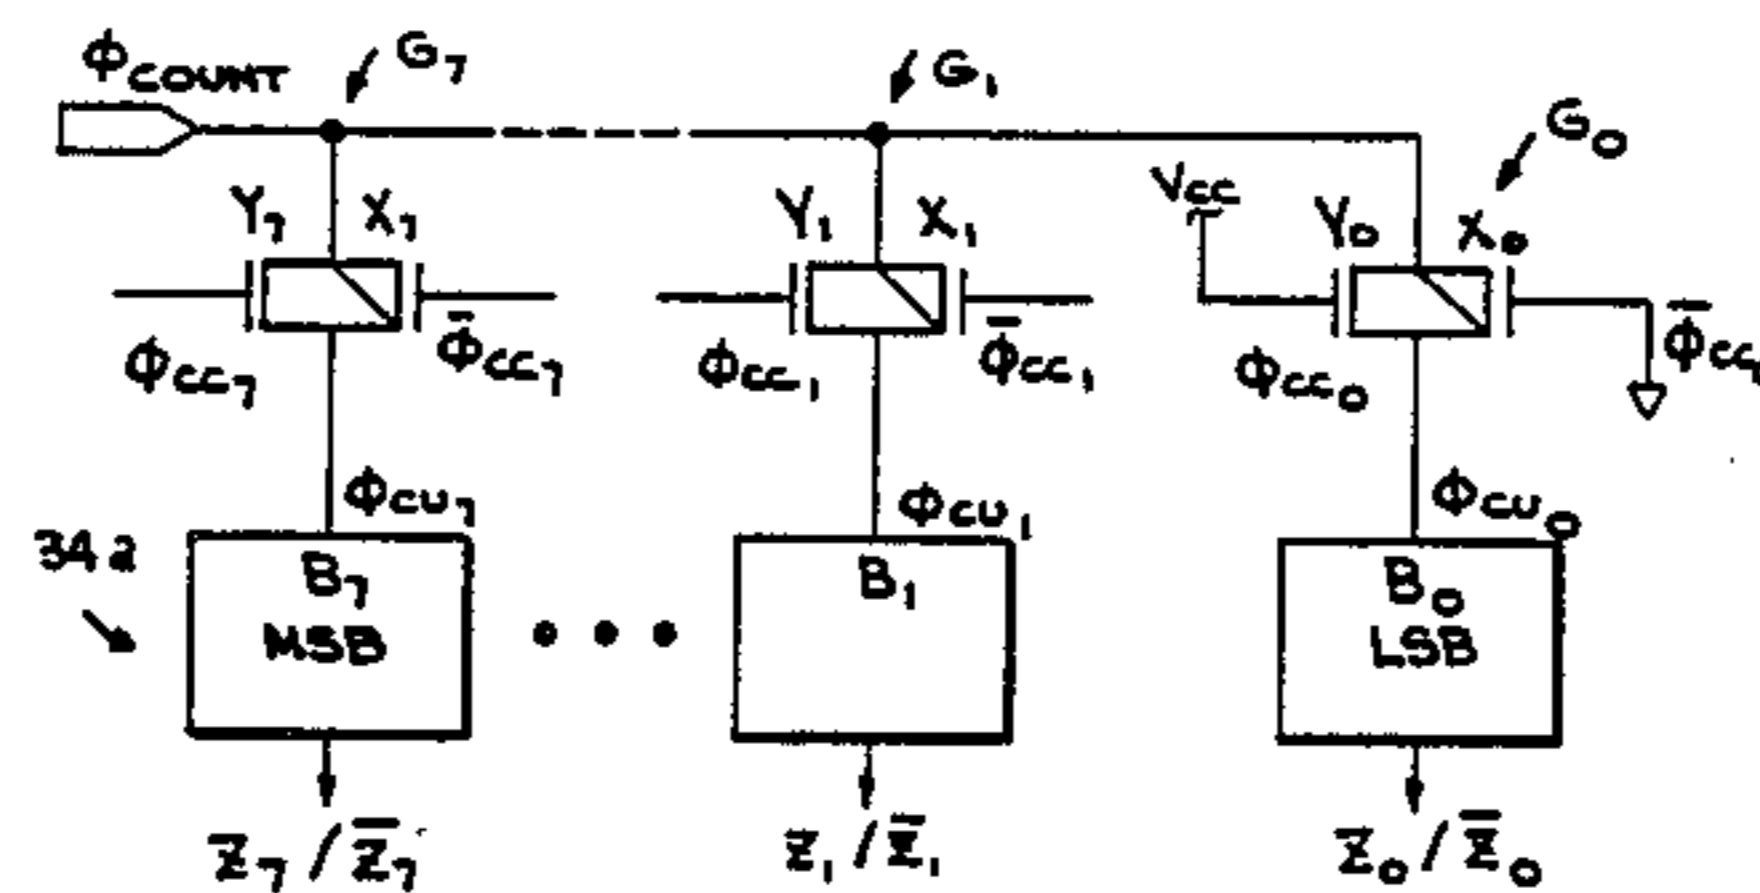 ΦCOUNT G7 G1 G0
Y7 X7 Y1 X1 VCC Y0 X0
ΦCC7 Φ̄CC7 ΦCC1 Φ̄CC1 ΦCC0 Φ̄CC0
ΦCU7 ΦCU1 ΦCU0
34a B7 B1 B0
MSB LSB
Z7/Z̄7 Z1/Z̄1 Z0/Z̄0